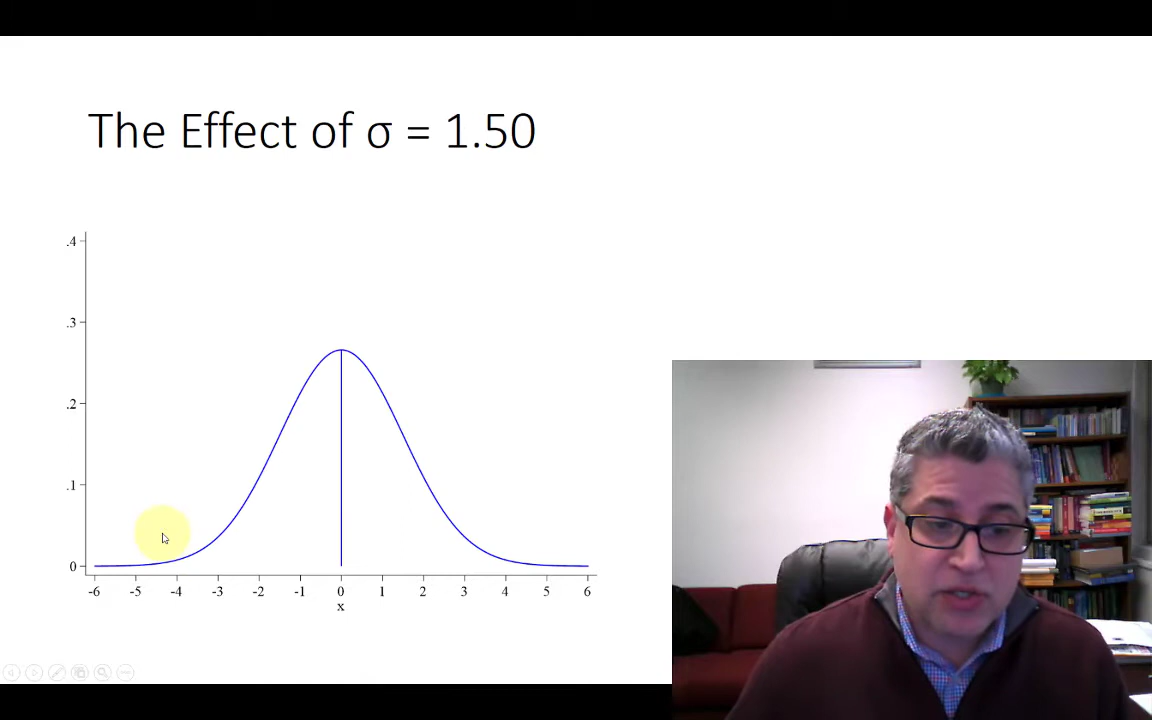 The Effect of σ = 1.50
.4
.3
.2
.1
0
-6 -5 -4 -3 -2 -1 0 1 2 3 4 5 6
x